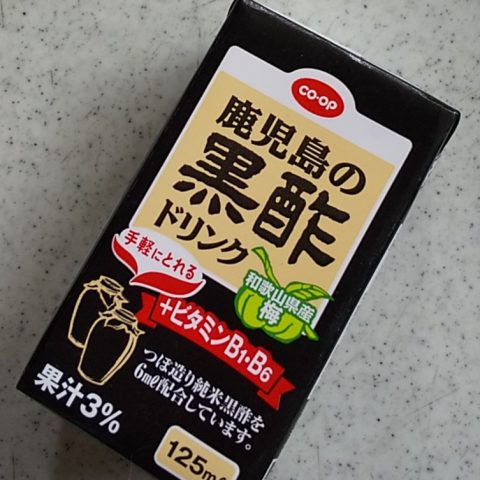 CO·OP
鹿児島の
黒酢
ドリンク
手軽にとれる
和歌山県産
梅
+ビタミンB1・B6
つぼ造り純米黒酢を
6ml配合しています。
果汁3%
125ml